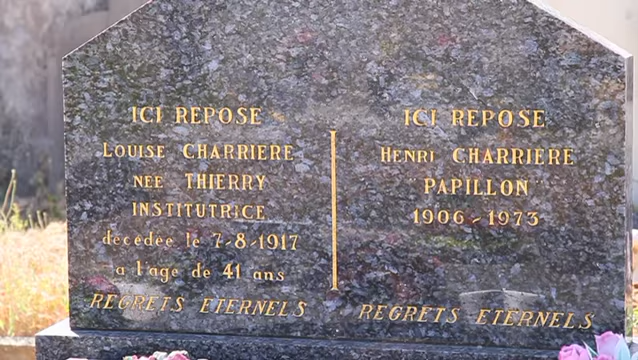 ICI REPOSE
LOUISE CHARRIERE
NEE THIERRY
INSTITUTRICE
décédée le 7-8-1917
a l'age de 41 ans
REGRETS ETERNELS
ICI REPOSE
HENRI CHARRIERE
"PAPILLON"
1906-1973
REGRETS ETERNELS